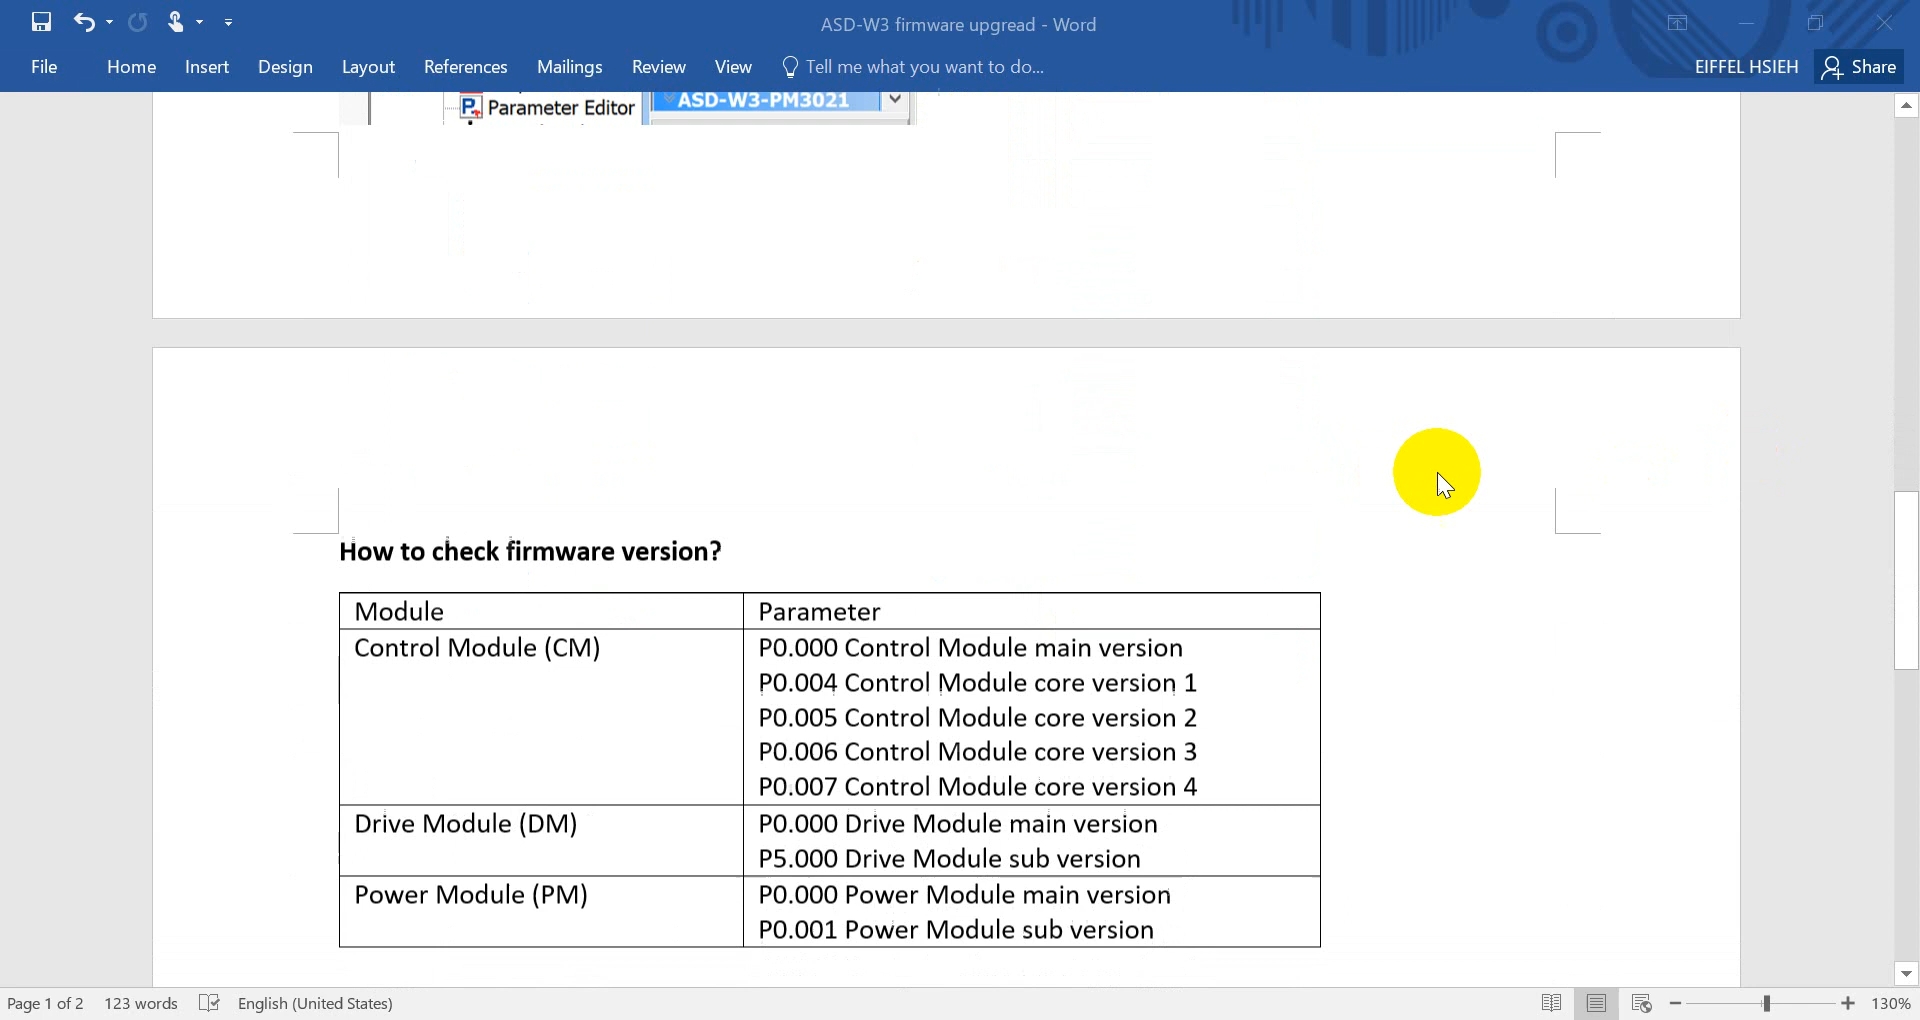 ASD-W3 firmware upgread - Word
File Home Insert Design Layout References Mailings Review View Tell me what you want to do... EIFFEL HSIEH Share
Parameter Editor ASD-W3-PM3021
How to check firmware version?
Module Parameter
Control Module (CM) P0.000 Control Module main version
P0.004 Control Module core version 1
P0.005 Control Module core version 2
P0.006 Control Module core version 3
P0.007 Control Module core version 4
Drive Module (DM) P0.000 Drive Module main version
P5.000 Drive Module sub version
Power Module (PM) P0.000 Power Module main version
P0.001 Power Module sub version
Page 1 of 2 123 words English (United States) 130%